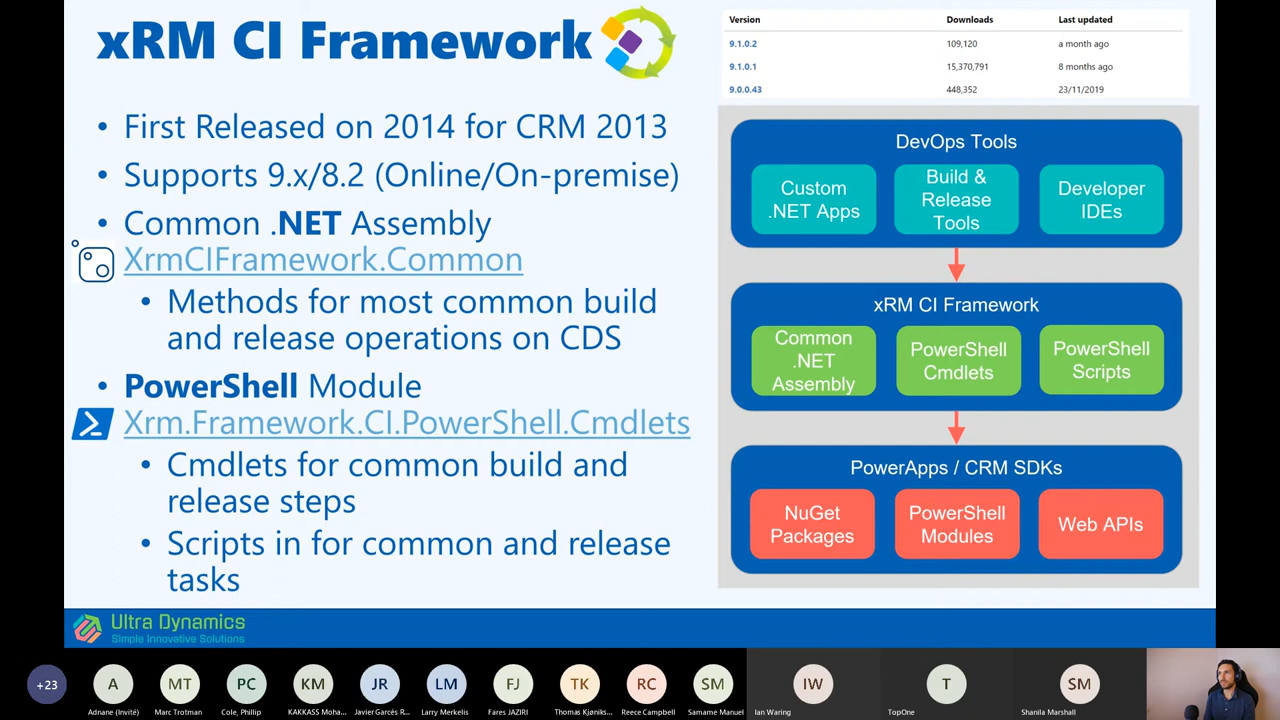 xRM CI Framework
• First Released on 2014 for CRM 2013
• Supports 9.x/8.2 (Online/On-premise)
• Common .NET Assembly
XrmCIFramework.Common
• Methods for most common build
and release operations on CDS
• PowerShell Module
Xrm.Framework.CI.PowerShell.Cmdlets
• Cmdlets for common build and
release steps
• Scripts in for common and release
tasks
Version Downloads Last updated
9.1.0.2 109,120 a month ago
9.1.0.1 15,370,791 8 months ago
9.0.0.43 448,352 23/11/2019
DevOps Tools
Custom
.NET Apps
Build &
Release
Tools
Developer
IDEs
xRM CI Framework
Common
.NET
Assembly
PowerShell
Cmdlets
PowerShell
Scripts
PowerApps / CRM SDKs
NuGet
Packages
PowerShell
Modules
Web APIs
Ultra Dynamics
Simple Innovative Solutions
+23 A MT PC KM JR LM FJ TK RC SM IW T SM
Adnane (Invité) Marc Trotman Cole, Phillip KAKKASS Moha... Javier Garcés R... Larry Merkelis Fares JAZIRI Thomas Kjøniks... Reece Campbell Samame Manuel Ian Waring TopOne Shanila Marshall